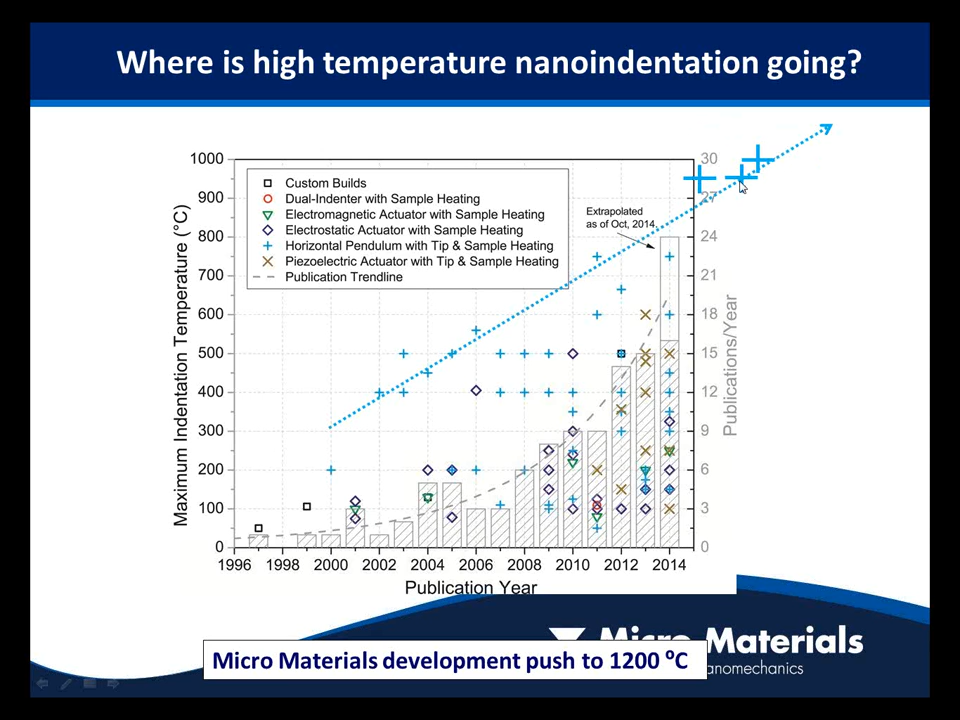 Where is high temperature nanoindentation going?
1000
900
800
700
600
500
400
300
200
100
0
Maximum Indentation Temperature (°C)
Custom Builds
Dual-Indenter with Sample Heating
Electromagnetic Actuator with Sample Heating
Electrostatic Actuator with Sample Heating
Horizontal Pendulum with Tip & Sample Heating
Piezoelectric Actuator with Tip & Sample Heating
Publication Trendline
Extrapolated
as of Oct, 2014.
30
27
24
21
18
15
12
9
6
3
0
Publications/Year
1996 1998 2000 2002 2004 2006 2008 2010 2012 2014
Publication Year
Micro Materials
nanomechanics
Micro Materials development push to 1200 ºC